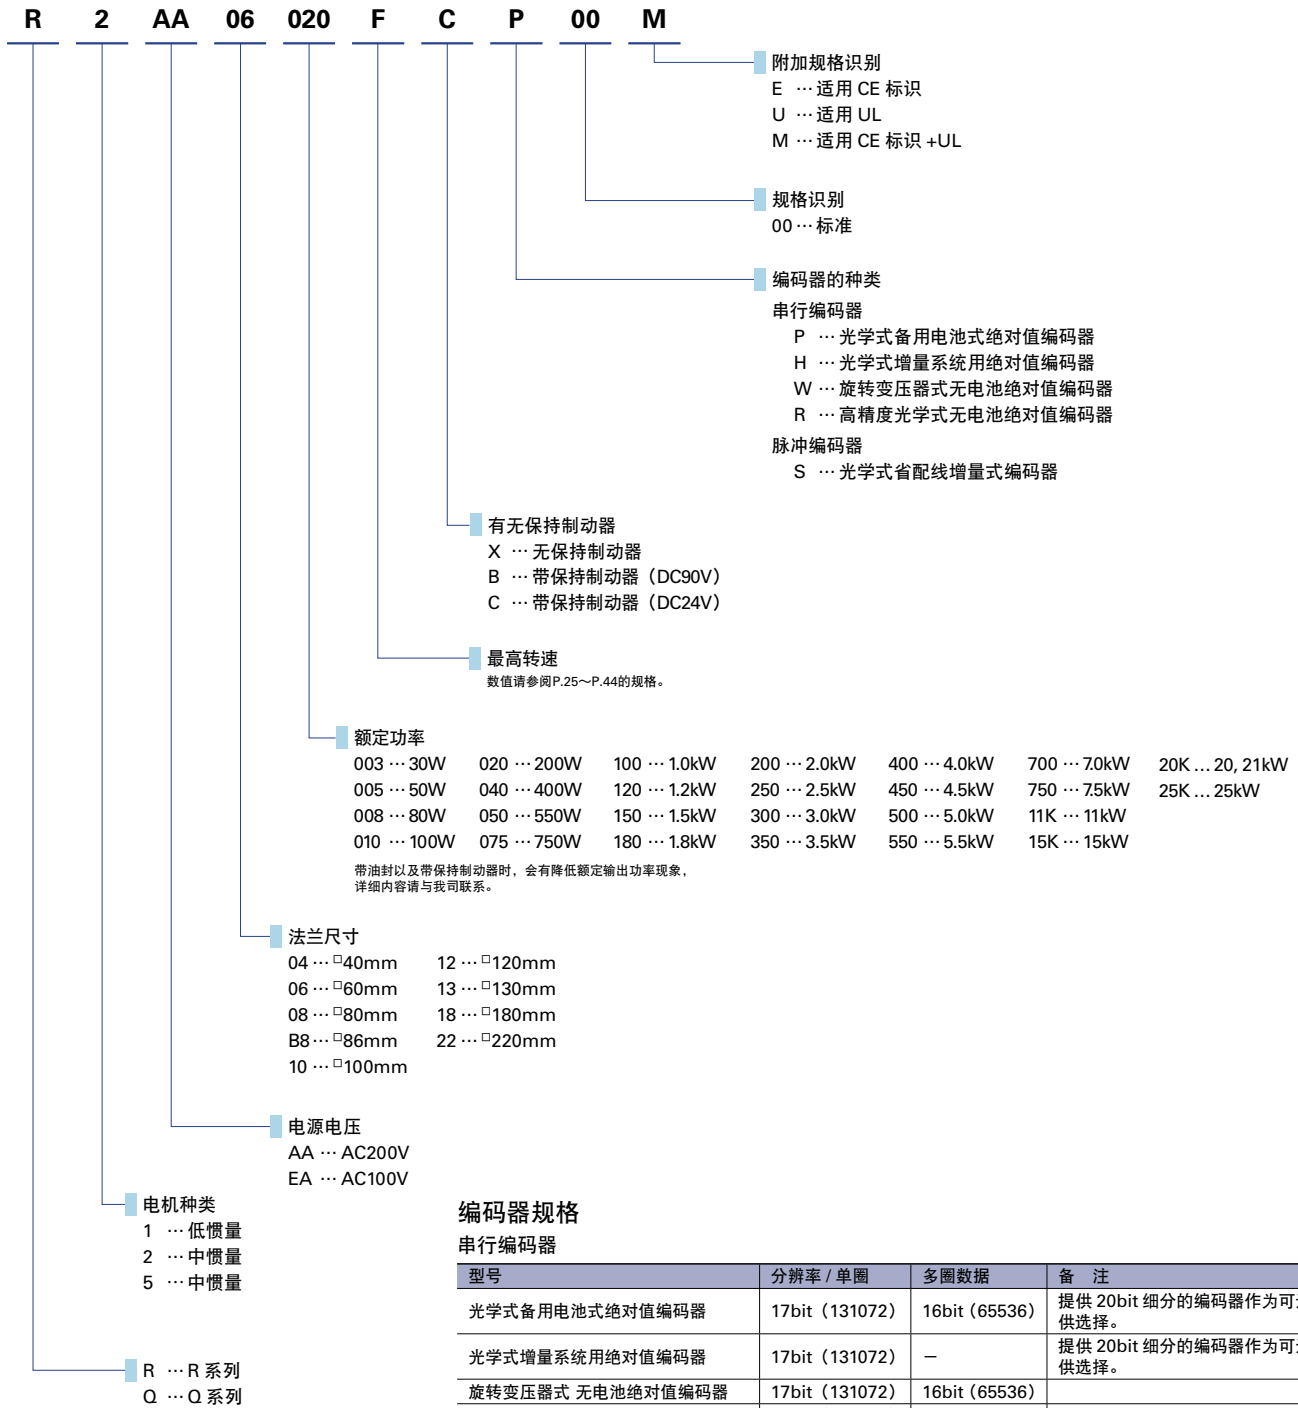 R 2 AA 06 020 F C P 00 M
附加规格识别
E … 适用 CE 标识
U … 适用 UL
M … 适用 CE 标识 +UL
规格识别
00 … 标准
编码器的种类
串行编码器
P … 光学式备用电池式绝对值编码器
H … 光学式增量系统用绝对值编码器
W … 旋转变压器式无电池绝对值编码器
R … 高精度光学式无电池绝对值编码器
脉冲编码器
S … 光学式省配线增量式编码器
有无保持制动器
X … 无保持制动器
B … 带保持制动器（DC90V）
C … 带保持制动器（DC24V）
最高转速
数值请参阅P.25～P.44的规格。
额定功率
003 … 30W 020 … 200W 100 … 1.0kW 200 … 2.0kW 400 … 4.0kW 700 … 7.0kW 20K … 20, 21kW
005 … 50W 040 … 400W 120 … 1.2kW 250 … 2.5kW 450 … 4.5kW 750 … 7.5kW 25K … 25kW
008 … 80W 050 … 550W 150 … 1.5kW 300 … 3.0kW 500 … 5.0kW 11K … 11kW
010 … 100W 075 … 750W 180 … 1.8kW 350 … 3.5kW 550 … 5.5kW 15K … 15kW
带油封以及带保持制动器时，会有降低额定输出功率现象，
详细内容请与我司联系。
法兰尺寸
04 … □40mm 12 … □120mm
06 … □60mm 13 … □130mm
08 … □80mm 18 … □180mm
B8 … □86mm 22 … □220mm
10 … □100mm
电源电压
AA … AC200V
EA … AC100V
电机种类
1 … 低惯量
2 … 中惯量
5 … 中惯量
R … R 系列
Q … Q 系列
编码器规格
串行编码器
型号 分辨率 / 单圈 多圈数据 备 注
光学式备用电池式绝对值编码器 17bit（131072） 16bit（65536） 提供 20bit 细分的编码器作为可
供选择。
光学式增量系统用绝对值编码器 17bit（131072） － 提供 20bit 细分的编码器作为可
供选择。
旋转变压器式 无电池绝对值编码器 17bit（131072） 16bit（65536）